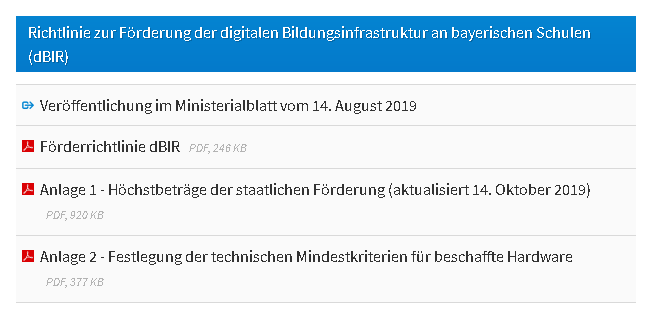 Richtlinie zur Förderung der digitalen Bildungsinfrastruktur an bayerischen Schulen
(dBIR)
Veröffentlichung im Ministerialblatt vom 14. August 2019
Förderrichtlinie dBIR PDF, 246 KB
Anlage 1 - Höchstbeträge der staatlichen Förderung (aktualisiert 14. Oktober 2019)
PDF, 920 KB
Anlage 2 - Festlegung der technischen Mindestkriterien für beschaffte Hardware
PDF, 377 KB